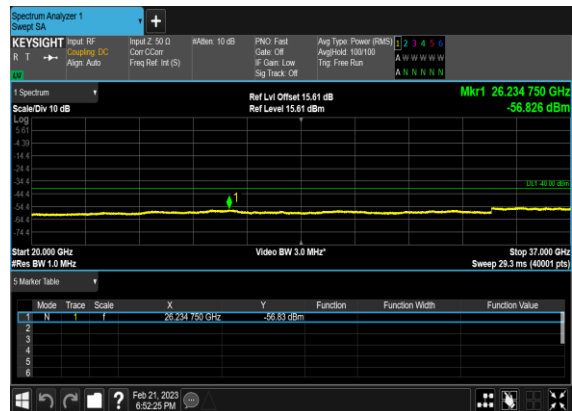 Spectrum Analyzer 1
Swept SA
+
KEYSIGHT Input: RF Input Z: 50 Ω #Atten: 10 dB PNO: Fast Avg Type: Power (RMS) 1 2 3 4 5 6
R T Coupling: DC Corr CCorr Gate: Off Avg|Hold: 100/100 A W W W W W
Align: Auto Freq Ref: Int (S) IF Gain: Low Trig: Free Run
Sig Track: Off A N N N N N
1 Spectrum Ref Lvl Offset 15.61 dB Mkr1 26.234 750 GHz
Scale/Div 10 dB Ref Level 15.61 dBm -56.826 dBm
Log
5.61
-4.39
-14.4
-24.4
-34.4
DL1 -40.00 dBm
-44.4
1
-54.4
-64.4
-74.4
Start 20.000 GHz Video BW 3.0 MHz* Stop 37.000 GHz
#Res BW 1.0 MHz Sweep 29.3 ms (40001 pts)
5 Marker Table
Mode Trace Scale X Y Function Function Width Function Value
1 N 1 f 26.234 750 GHz -56.83 dBm
2
3
4
5
6
? Feb 21, 2023
6:52:25 PM